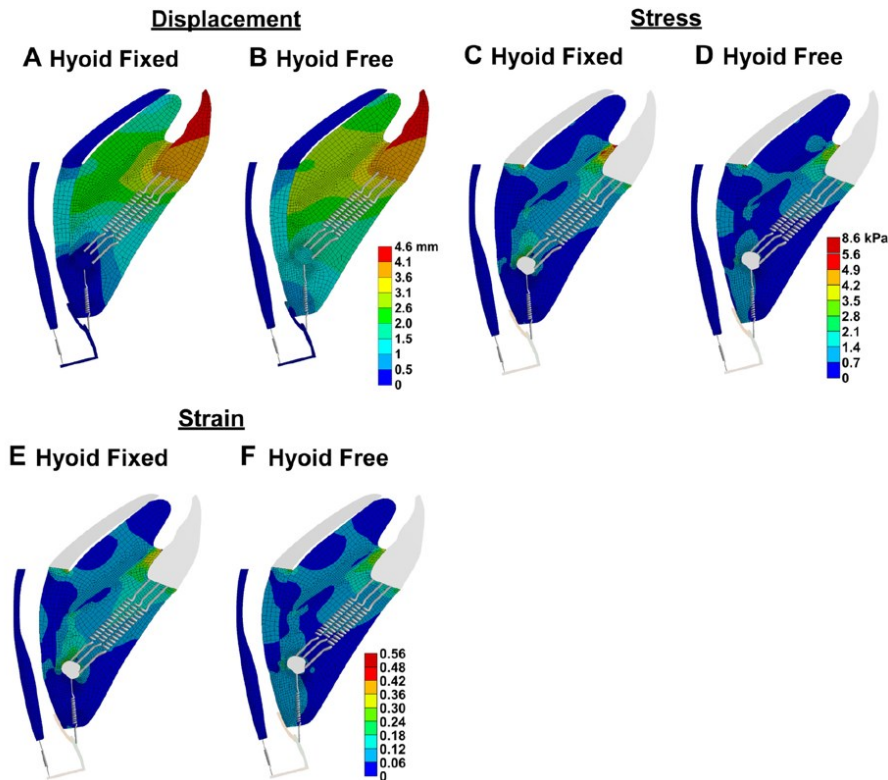 Displacement
Stress
A Hyoid Fixed
B Hyoid Free
C Hyoid Fixed
D Hyoid Free
4.6 mm
4.1
3.6
3.1
2.6
2.0
1.5
1
0.5
0
8.6 kPa
5.6
4.9
4.2
3.5
2.8
2.1
1.4
0.7
0
Strain
E Hyoid Fixed
F Hyoid Free
0.56
0.48
0.42
0.36
0.30
0.24
0.18
0.12
0.06
0